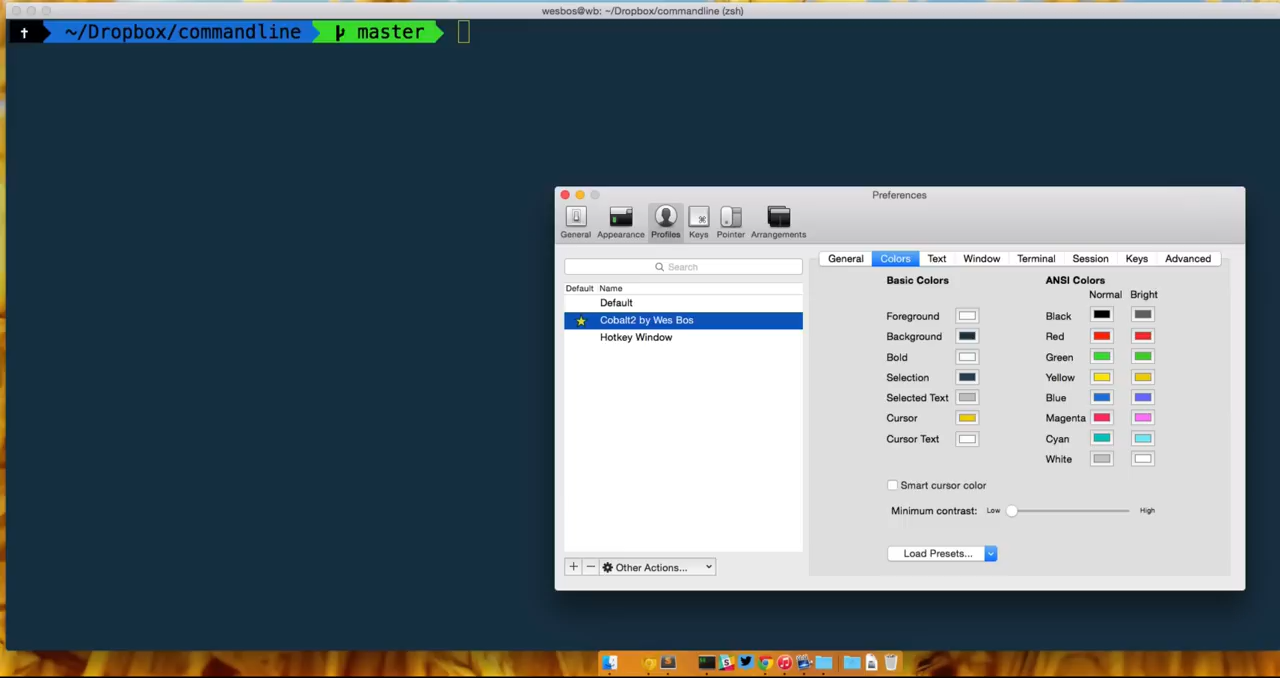 wesbos@wb: ~/Dropbox/commandline (zsh)
~/Dropbox/commandline master
Preferences
General Appearance Profiles Keys Pointer Arrangements
Search
Default Name
Default
Cobalt2 by Wes Bos
Hotkey Window
+ − Other Actions...
General Colors Text Window Terminal Session Keys Advanced
Basic Colors
Foreground
Background
Bold
Selection
Selected Text
Cursor
Cursor Text
ANSI Colors
Normal Bright
Black
Red
Green
Yellow
Blue
Magenta
Cyan
White
Smart cursor color
Minimum contrast: Low High
Load Presets...